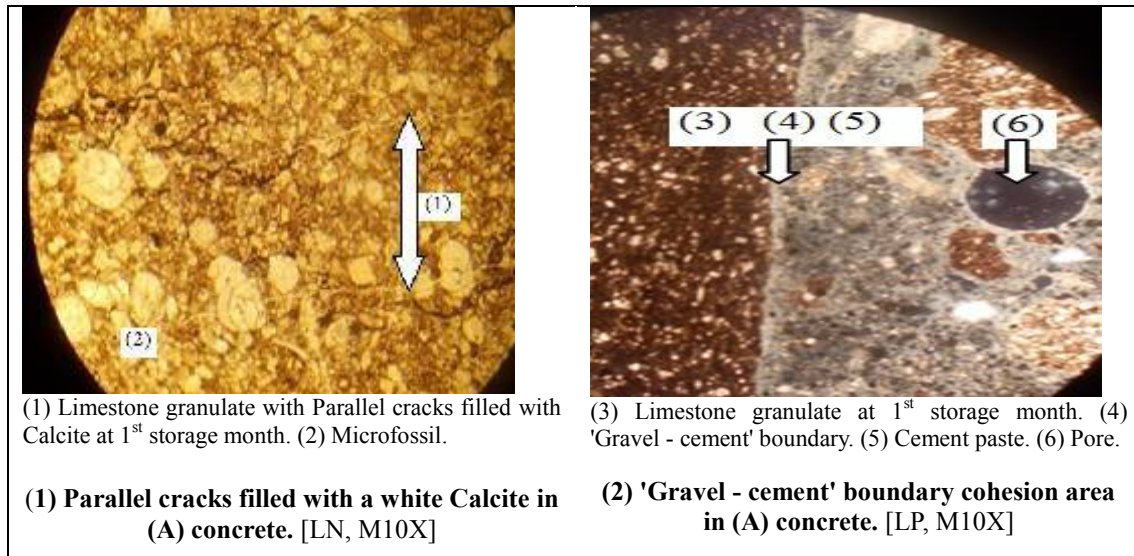 (1)
(2)
(3) (4) (5)
(6)
(1) Limestone granulate with Parallel cracks filled with
Calcite at 1st storage month. (2) Microfossil.
(1) Parallel cracks filled with a white Calcite in
(A) concrete. [LN, M10X]
(3) Limestone granulate at 1st storage month. (4)
'Gravel - cement' boundary. (5) Cement paste. (6) Pore.
(2) 'Gravel - cement' boundary cohesion area
in (A) concrete. [LP, M10X]